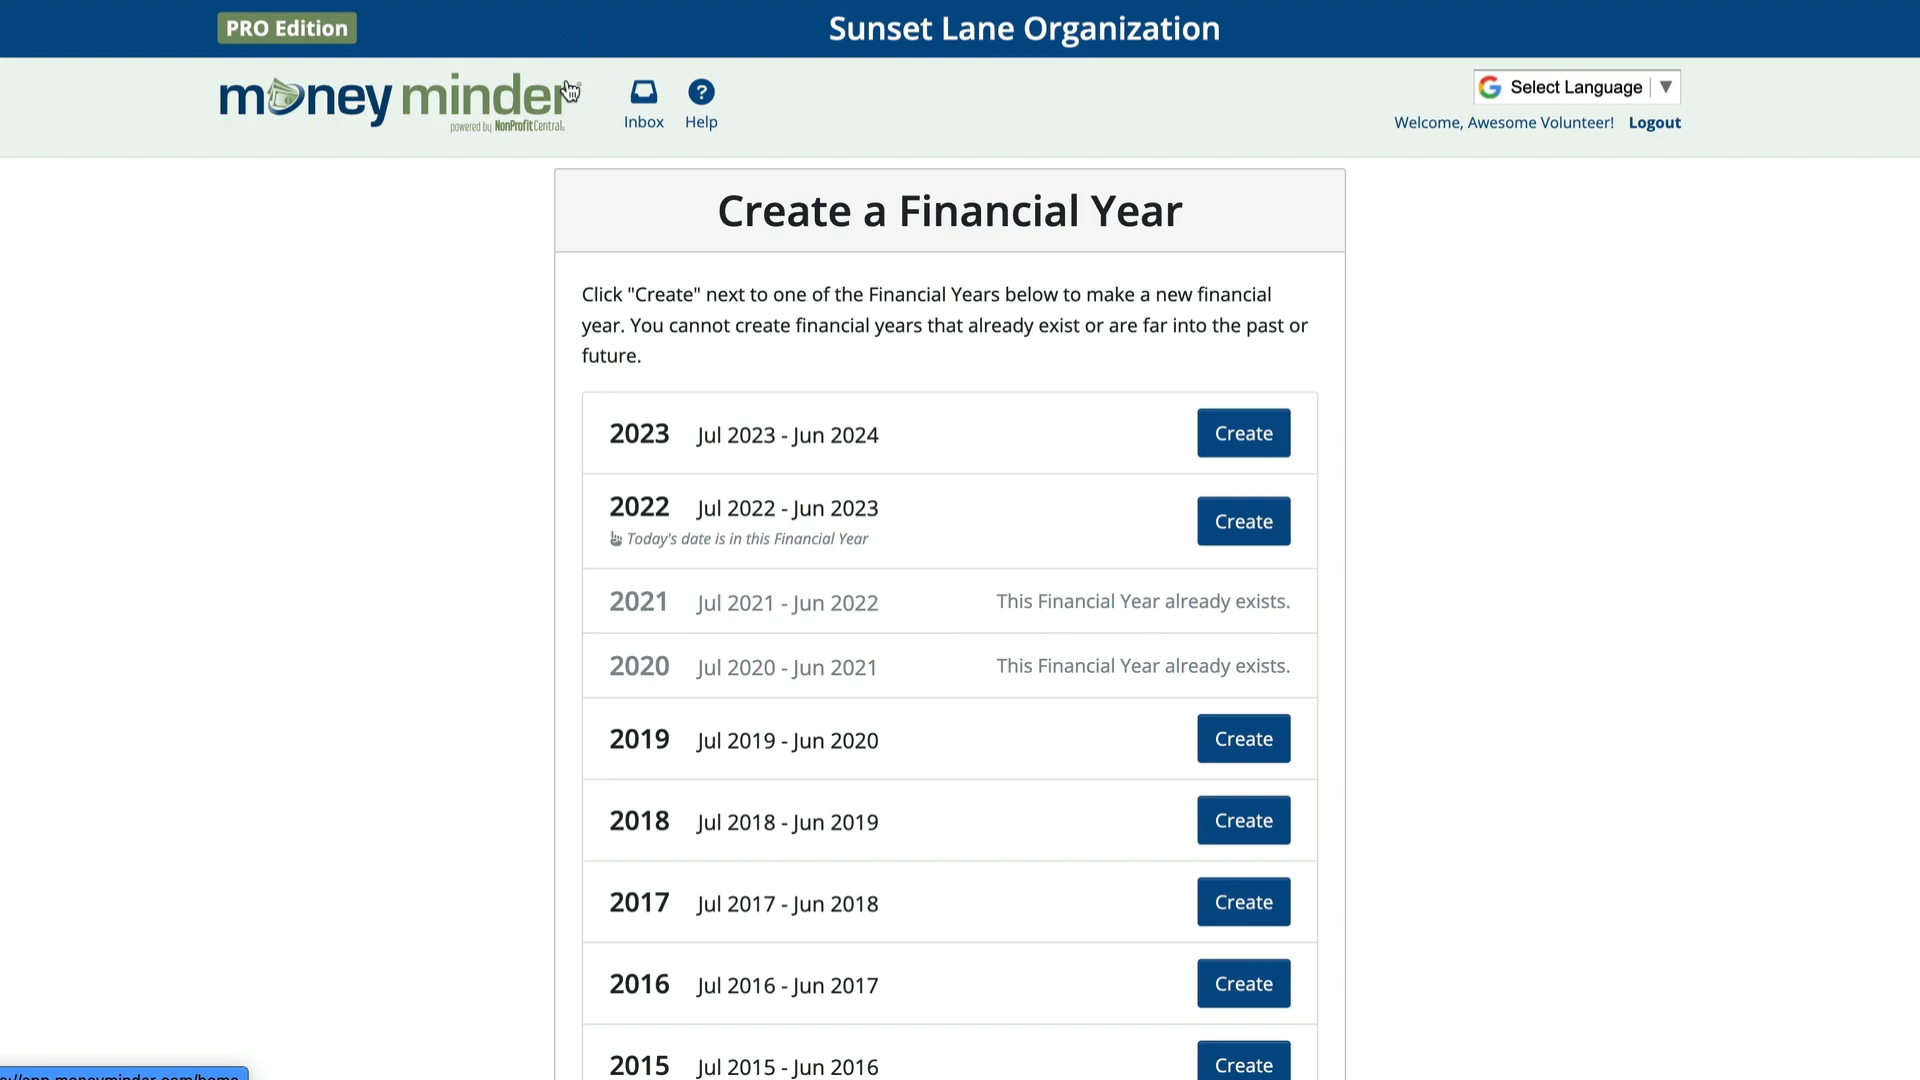 PRO Edition
Sunset Lane Organization
money minder
powered by NonProfitCentral.
Inbox
Help
Select Language ▼
Welcome, Awesome Volunteer! Logout
Create a Financial Year
Click "Create" next to one of the Financial Years below to make a new financial
year. You cannot create financial years that already exist or are far into the past or
future.
2023 Jul 2023 - Jun 2024 Create
2022 Jul 2022 - Jun 2023 Create
Today's date is in this Financial Year
2021 Jul 2021 - Jun 2022 This Financial Year already exists.
2020 Jul 2020 - Jun 2021 This Financial Year already exists.
2019 Jul 2019 - Jun 2020 Create
2018 Jul 2018 - Jun 2019 Create
2017 Jul 2017 - Jun 2018 Create
2016 Jul 2016 - Jun 2017 Create
2015 Jul 2015 - Jun 2016 Create